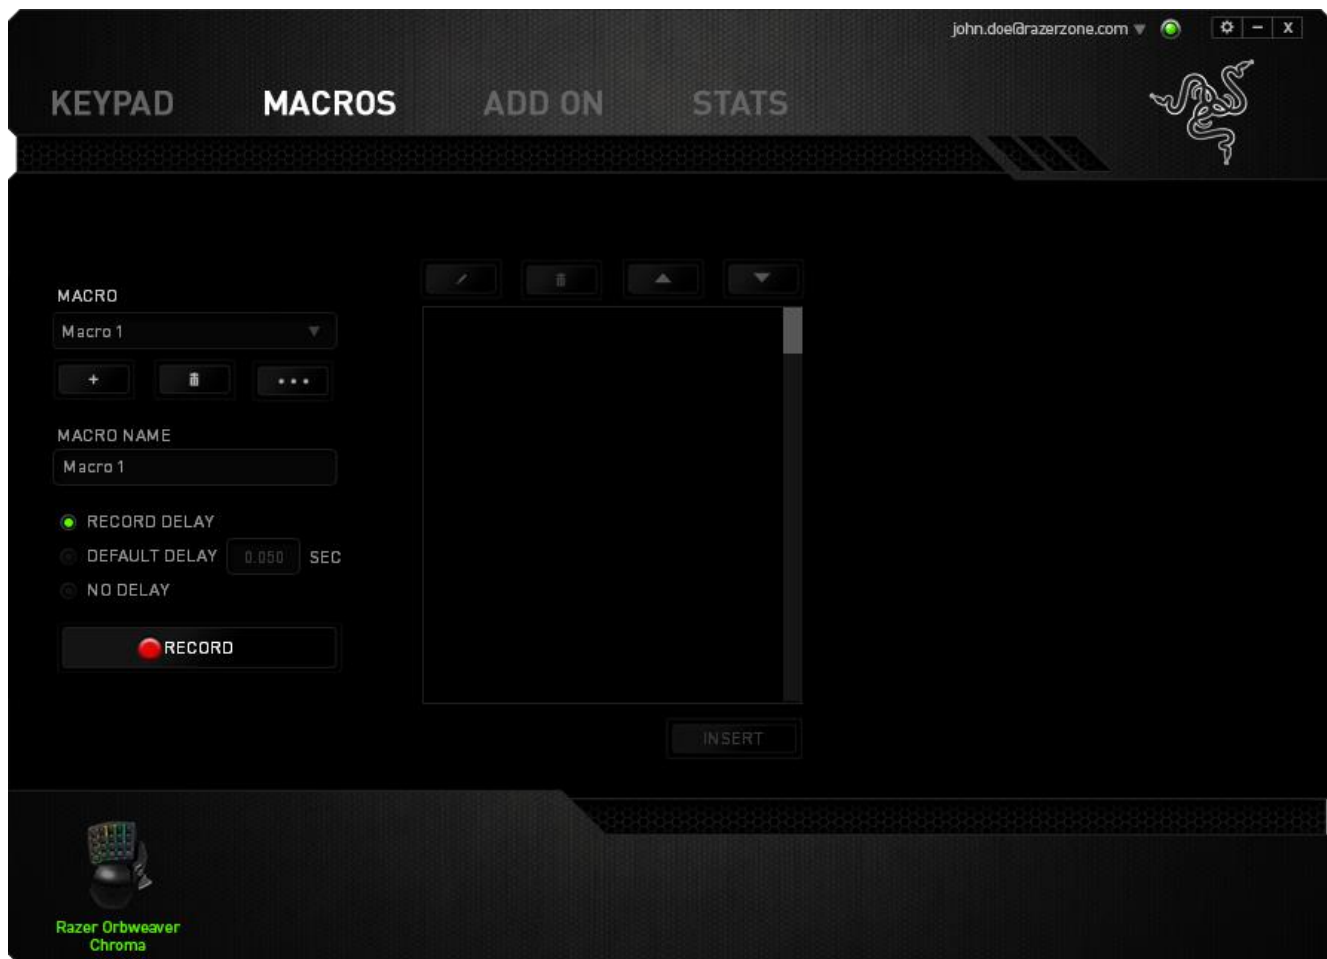 john.doe@razerzone.com
KEYPAD MACROS ADD ON STATS
MACRO
Macro 1
MACRO NAME
Macro 1
RECORD DELAY
DEFAULT DELAY 0.050 SEC
NO DELAY
RECORD
INSERT
Razer Orbweaver
Chroma